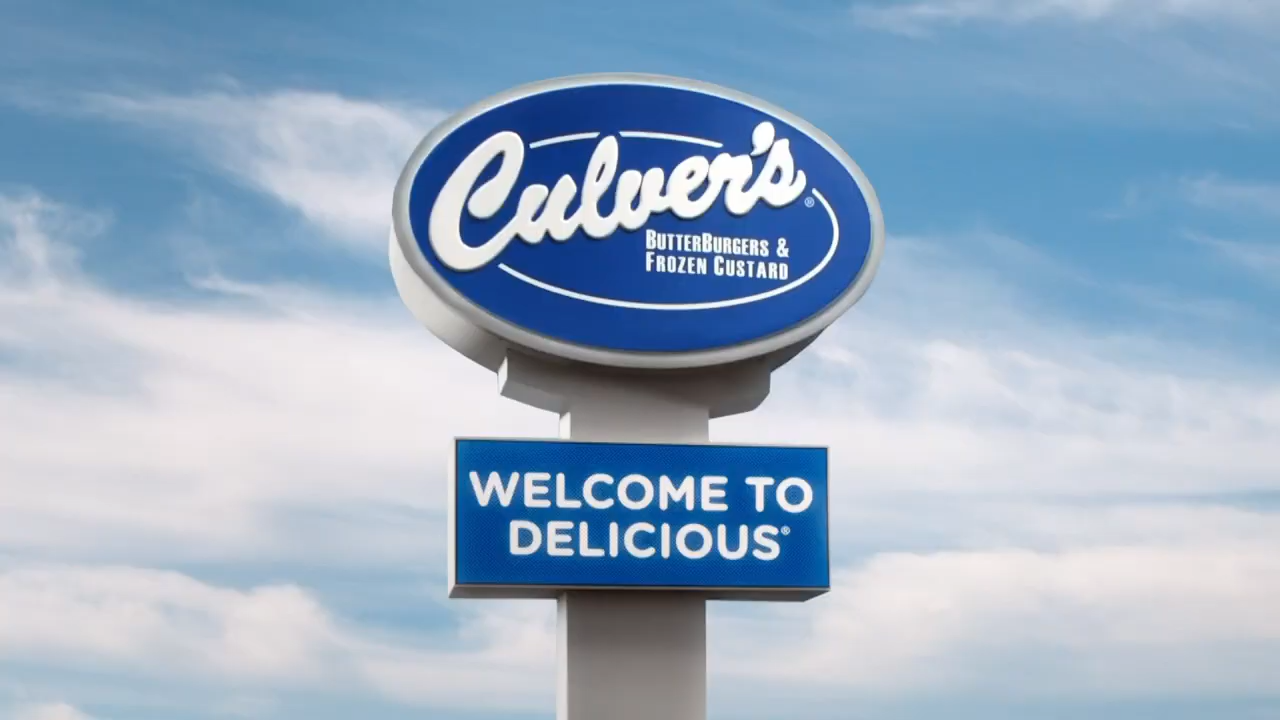 Culver's®
ButterBurgers &
Frozen Custard
WELCOME TO
DELICIOUS®